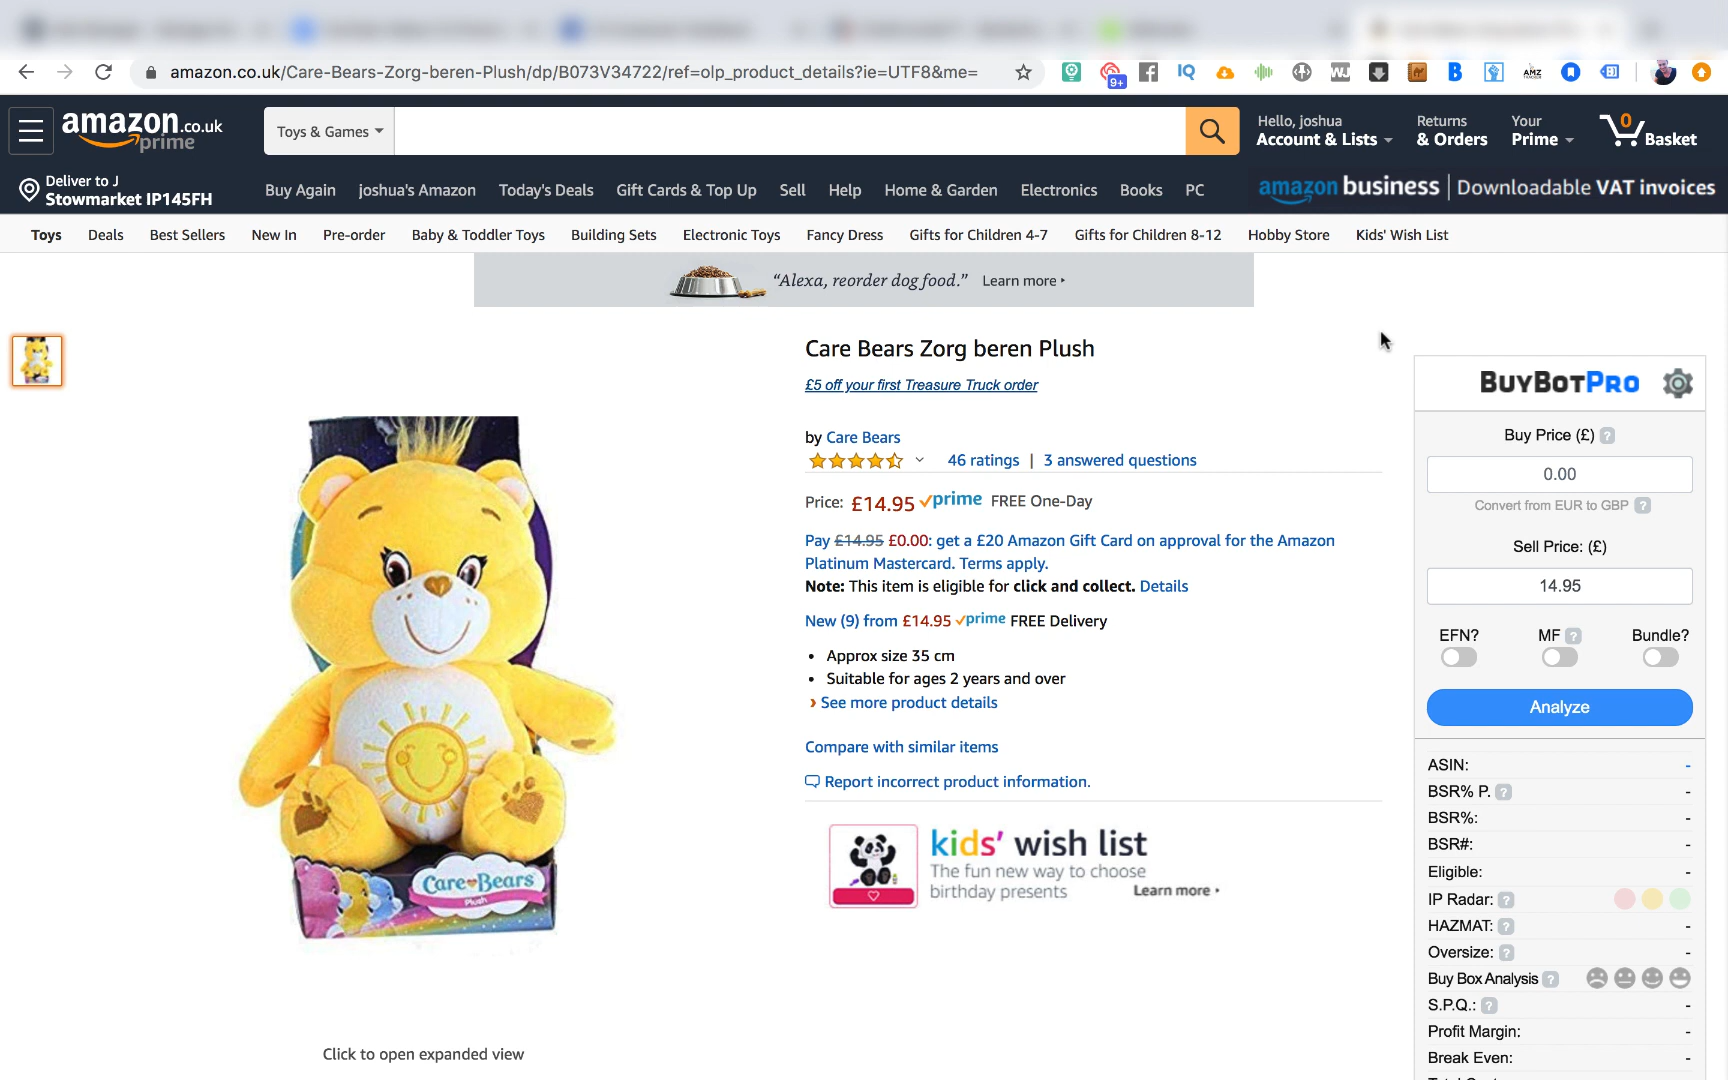 amazon.co.uk/Care-Bears-Zorg-beren-Plush/dp/B073V34722/ref=olp_product_details?ie=UTF8&me=
9+
IQ
WJ
B
AMZ
amazon.co.uk
prime
Toys & Games
Hello, joshua
Account & Lists
Returns
& Orders
Your
Prime
0
Basket
Deliver to J
Stowmarket IP145FH
Buy Again
joshua's Amazon
Today's Deals
Gift Cards & Top Up
Sell
Help
Home & Garden
Electronics
Books
PC
amazon business | Downloadable VAT invoices
Toys
Deals
Best Sellers
New In
Pre-order
Baby & Toddler Toys
Building Sets
Electronic Toys
Fancy Dress
Gifts for Children 4-7
Gifts for Children 8-12
Hobby Store
Kids' Wish List
“Alexa, reorder dog food.” Learn more
Care Bears Zorg beren Plush
£5 off your first Treasure Truck order
by Care Bears
46 ratings | 3 answered questions
Price: £14.95 prime FREE One-Day
Pay £14.95 £0.00: get a £20 Amazon Gift Card on approval for the Amazon
Platinum Mastercard. Terms apply.
Note: This item is eligible for click and collect. Details
New (9) from £14.95 prime FREE Delivery
• Approx size 35 cm
• Suitable for ages 2 years and over
› See more product details
Compare with similar items
Report incorrect product information.
kids' wish list
The fun new way to choose
birthday presents
Learn more
Care Bears
Plush
Click to open expanded view
BUYBOTPRO
Buy Price (£) ?
0.00
Convert from EUR to GBP ?
Sell Price: (£)
14.95
EFN?
MF ?
Bundle?
Analyze
ASIN: -
BSR% P. ? -
BSR%: -
BSR#: -
Eligible: -
IP Radar: ?
HAZMAT: ? -
Oversize: ? -
Buy Box Analysis ?
S.P.Q.: ? -
Profit Margin: -
Break Even: -